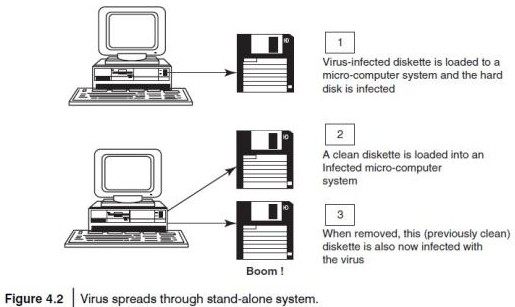 1
Virus-infected diskette is loaded to a
micro-computer system and the hard
disk is infected
2
A clean diskette is loaded into an
Infected micro-computer
system
3
When removed, this (previously clean)
diskette is also now infected with
the virus
Boom !
Figure 4.2 Virus spreads through stand-alone system.